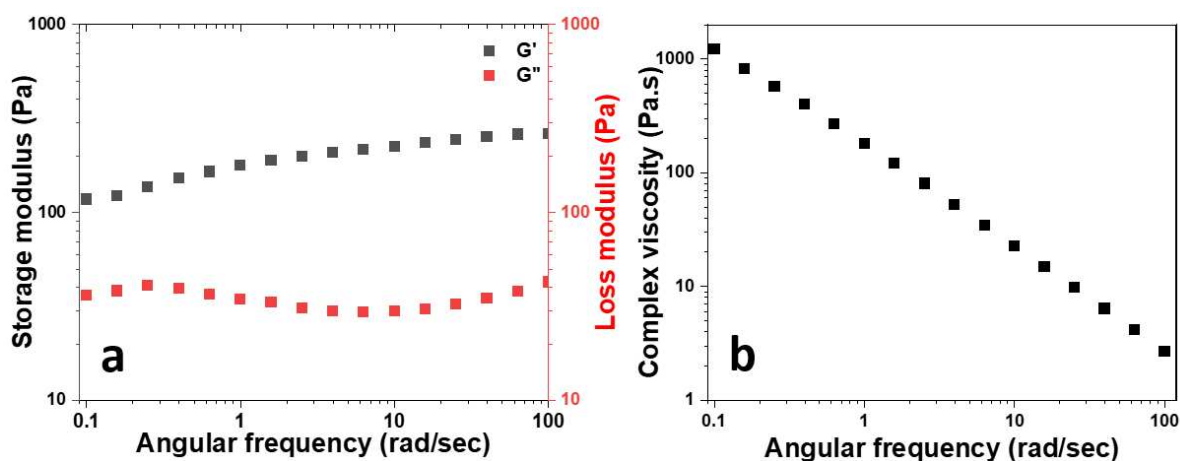 1000
100
10
Storage modulus (Pa)
G'
G"
1000
100
10
Loss modulus (Pa)
a
0.1
1
10
100
Angular frequency (rad/sec)
1000
100
10
1
Complex viscosity (Pa.s)
b
0.1
1
10
100
Angular frequency (rad/sec)